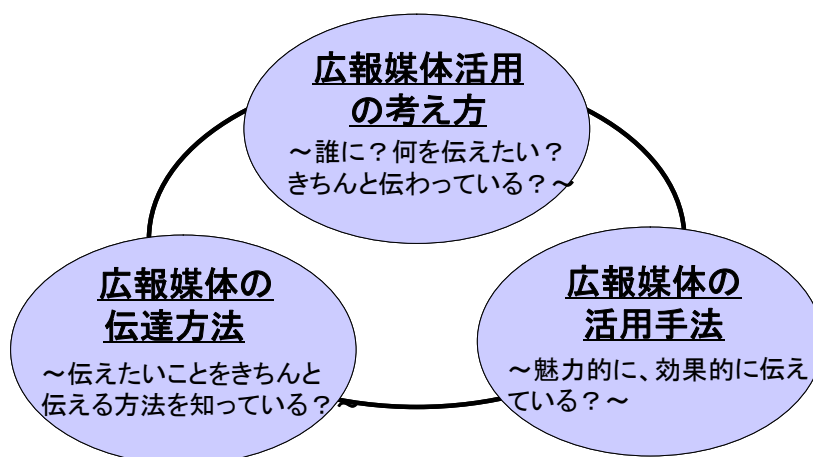 広報媒体活用
の考え方
～誰に？何を伝えたい？
きちんと伝わっている？～
広報媒体の
伝達方法
～伝えたいことをきちんと
伝える方法を知っている？～
広報媒体の
活用手法
～魅力的に、効果的に伝え
ている？～